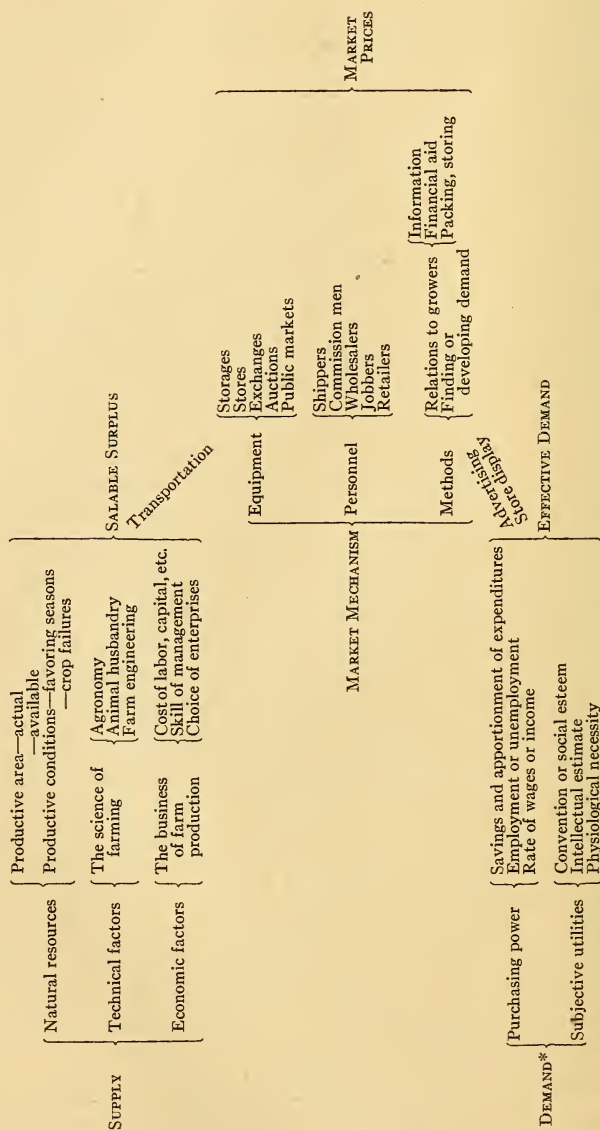 SUPPLY
Natural resources
Productive area—actual
—available
Productive conditions—favoring seasons
—crop failures
Technical factors
The science of
farming
Agronomy
Animal husbandry
Farm engineering
Economic factors
The business
of farm
production
Cost of labor, capital, etc.
Skill of management
Choice of enterprises
SALABLE SURPLUS
Transportation
MARKET MECHANISM
Equipment
Storages
Stores
Exchanges
Auctions
Public markets
Personnel
Shippers
Commission men
Wholesalers
Jobbers
Retailers
Methods
Relations to growers
Finding or
developing demand
Information
Financial aid
Packing, storing
MARKET
PRICES
DEMAND*
Purchasing power
Savings and apportionment of expenditures
Employment or unemployment
Rate of wages or income
Subjective utilities
Convention or social esteem
Intellectual estimate
Physiological necessity
Advertising
Store display
EFFECTIVE DEMAND